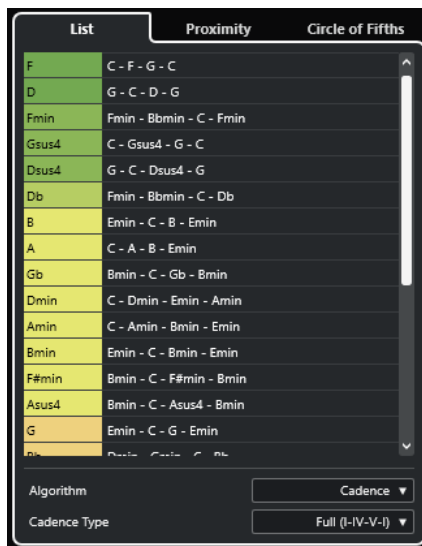 List Proximity Circle of Fifths
F C - F - G - C
D G - C - D - G
Fmin Fmin - Bbmin - C - Fmin
Gsus4 C - Gsus4 - G - C
Dsus4 G - C - Dsus4 - G
Db Fmin - Bbmin - C - Db
B Emin - C - B - Emin
A C - A - B - Emin
Gb Bmin - C - Gb - Bmin
Dmin C - Dmin - Emin - Amin
Amin C - Amin - Bmin - Emin
Bmin Emin - C - Bmin - Emin
F#min Bmin - C - F#min - Bmin
Asus4 Bmin - C - Asus4 - Bmin
G Emin - C - G - Emin
Algorithm Cadence
Cadence Type Full (I-IV-V-I)